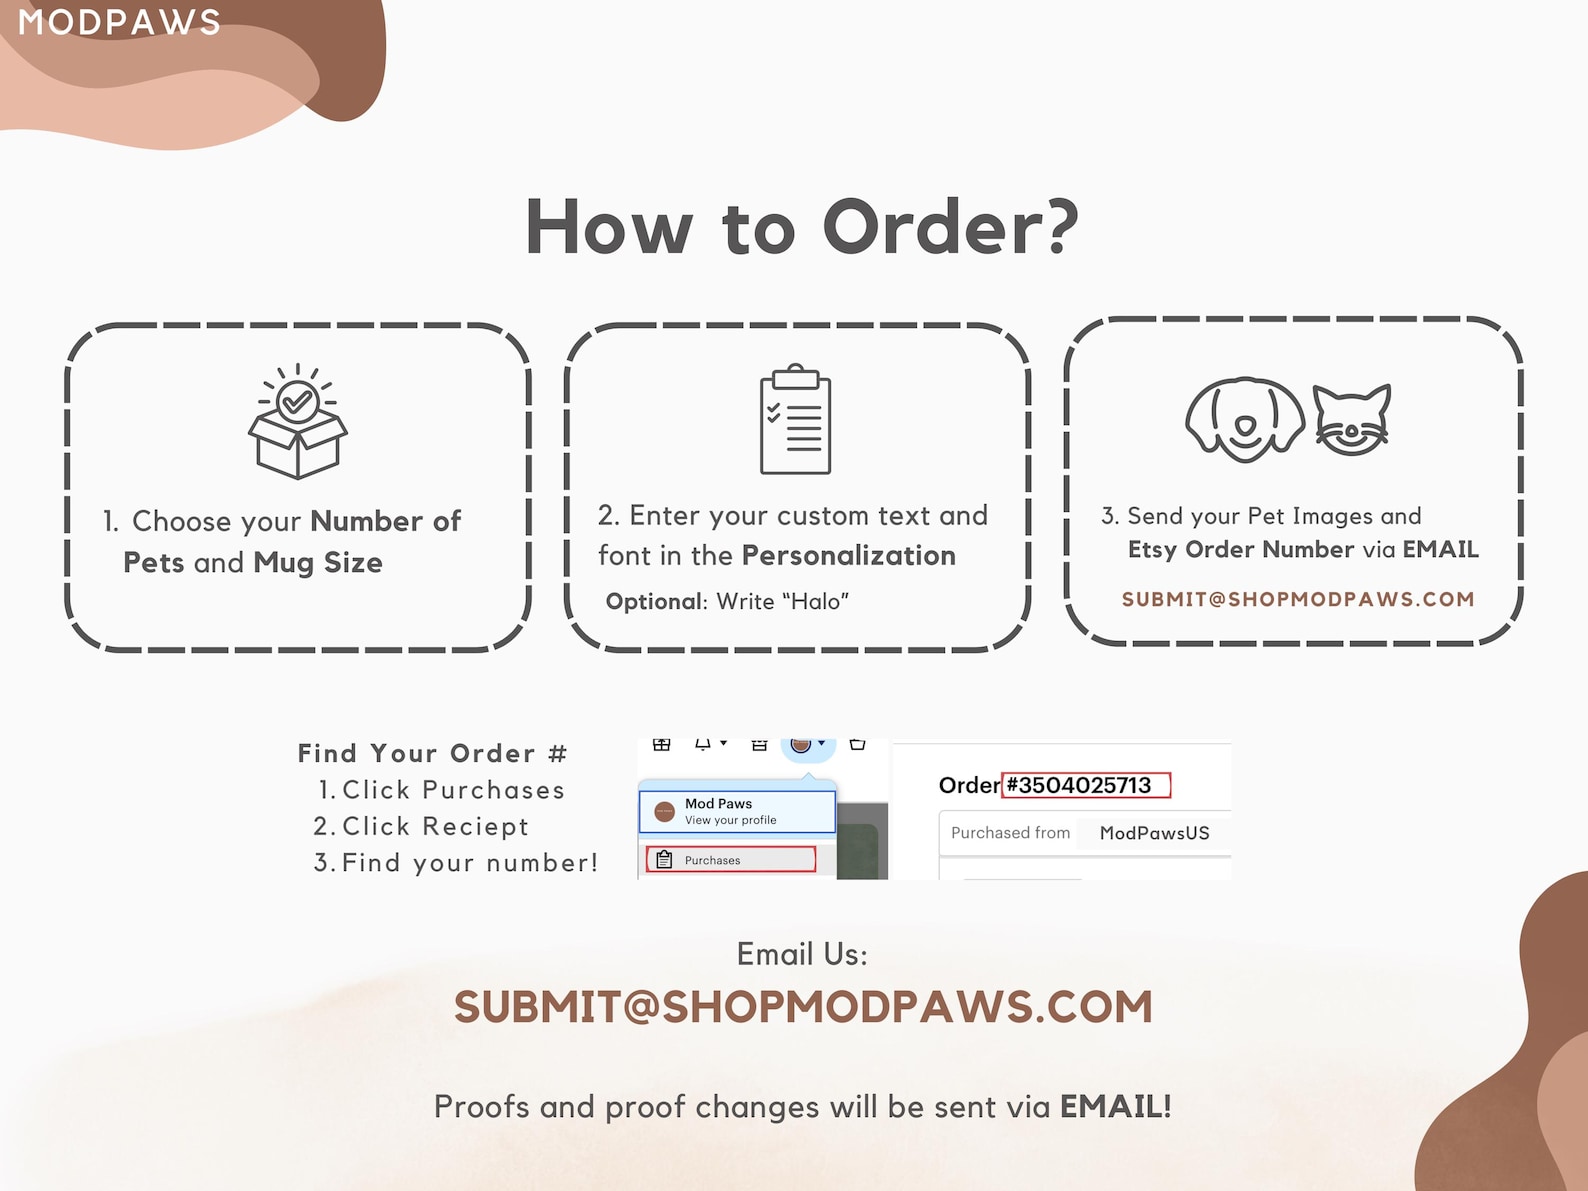 MODPAWS
How to Order?
1. Choose your Number of
Pets and Mug Size
2. Enter your custom text and
font in the Personalization
Optional: Write “Halo”
3. Send your Pet Images and
Etsy Order Number via EMAIL
SUBMIT@SHOPMODPAWS.COM
Find Your Order #
1. Click Purchases
2. Click Reciept
3. Find your number!
Mod Paws
View your profile
Purchases
Order #3504025713
Purchased from ModPawsUS
Email Us:
SUBMIT@SHOPMODPAWS.COM
Proofs and proof changes will be sent via EMAIL!